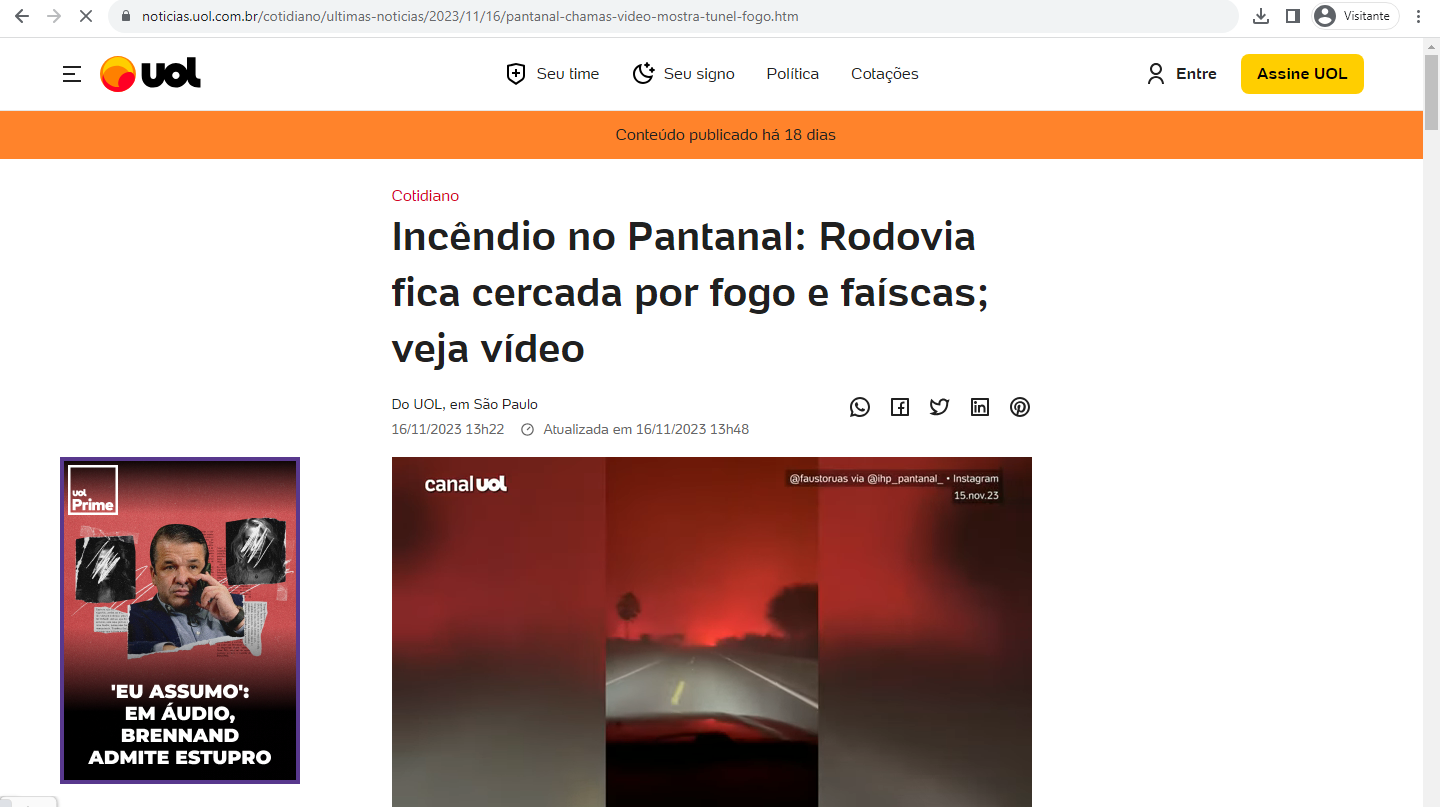 noticias.uol.com.br/cotidiano/ultimas-noticias/2023/11/16/pantanal-chamas-video-mostra-tunel-fogo.htm
Visitante
UOL
Seu time
Seu signo
Política
Cotações
Entre
Assine UOL
Conteúdo publicado há 18 dias
Cotidiano
Incêndio no Pantanal: Rodovia
fica cercada por fogo e faíscas;
veja vídeo
Do UOL, em São Paulo
16/11/2023 13h22
Atualizada em 16/11/2023 13h48
canal uol
@faustoruas via @ihp_pantanal_ • Instagram
15.nov.23
uol
Prime
'EU ASSUMO':
EM ÁUDIO,
BRENNAND
ADMITE ESTUPRO